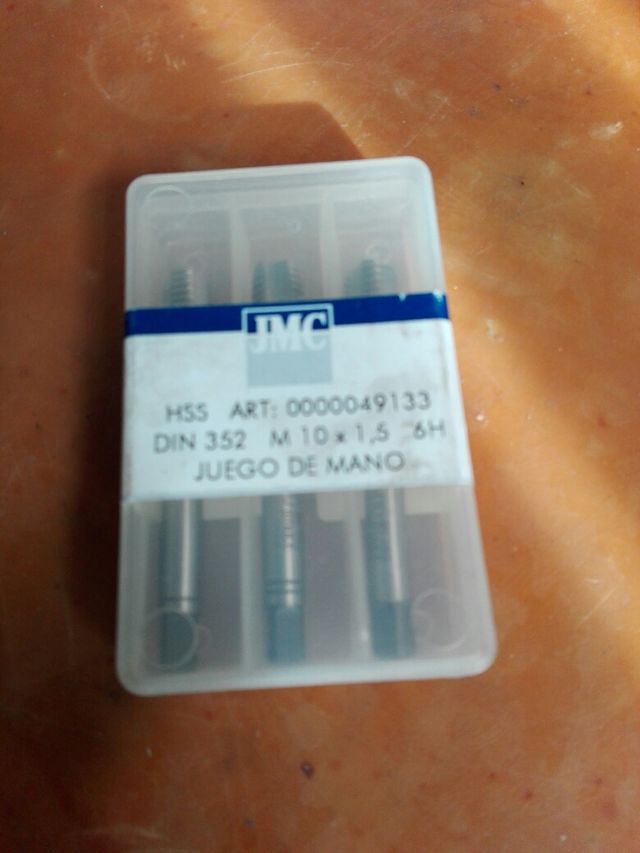 JMC
HSS ART: 0000049133
DIN 352 M 10 x 1,5 6H
JUEGO DE MANO